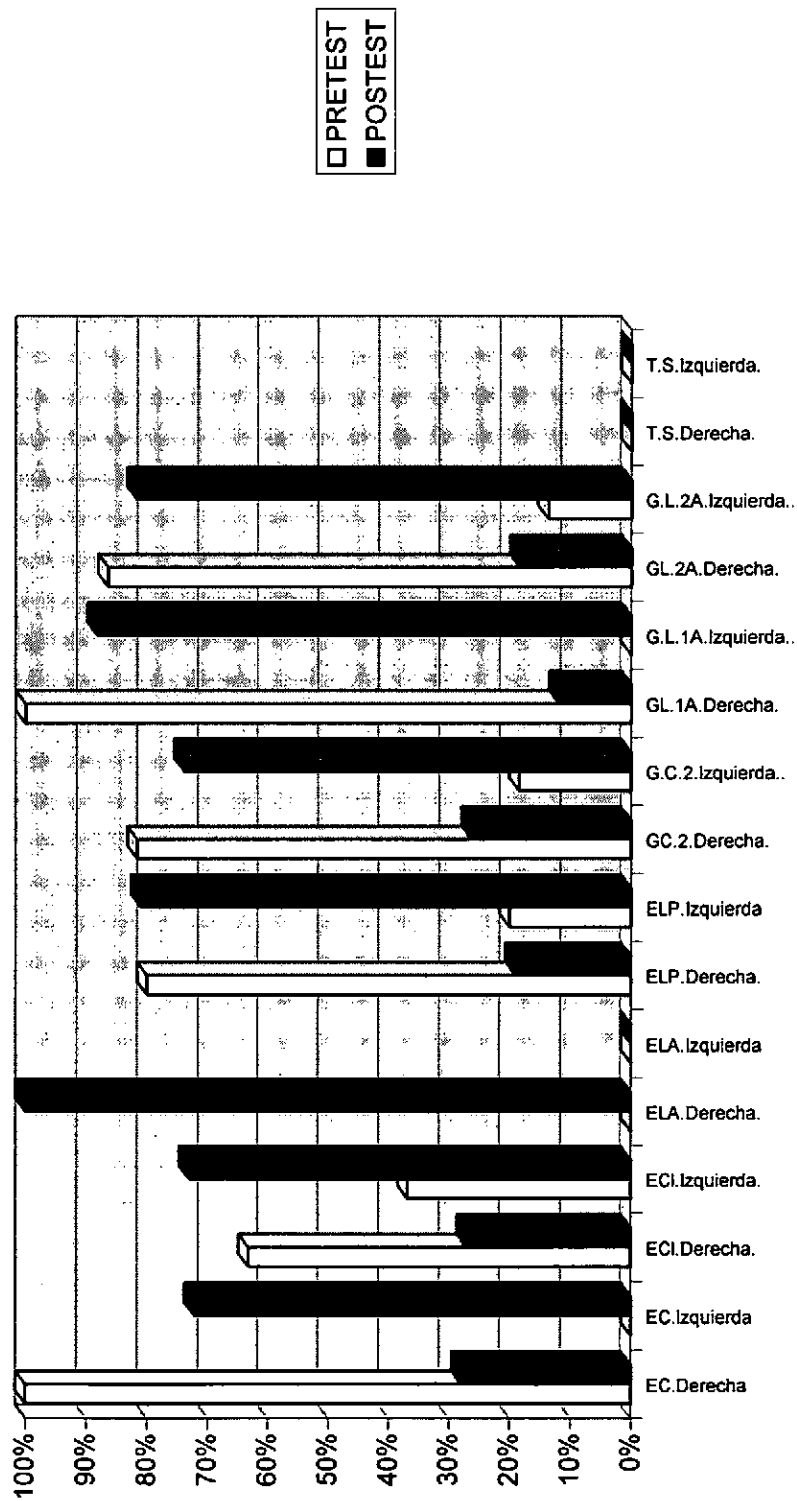 PRETEST
POSTEST
100%
90%
80%
70%
60%
50%
40%
30%
20%
10%
0%
EC.Derecha
EC.Izquierda
ECI.Derecha.
ECI.Izquierda.
ELA.Derecha.
ELA.Izquierda
ELP.Derecha.
ELP.Izquierda
GC.2.Derecha.
G.C.2.Izquierda..
GL.1A.Derecha.
G.L.1A.Izquierda..
GL.2A.Derecha.
G.L.2A.Izquierda..
T.S.Derecha.
T.S.Izquierda.